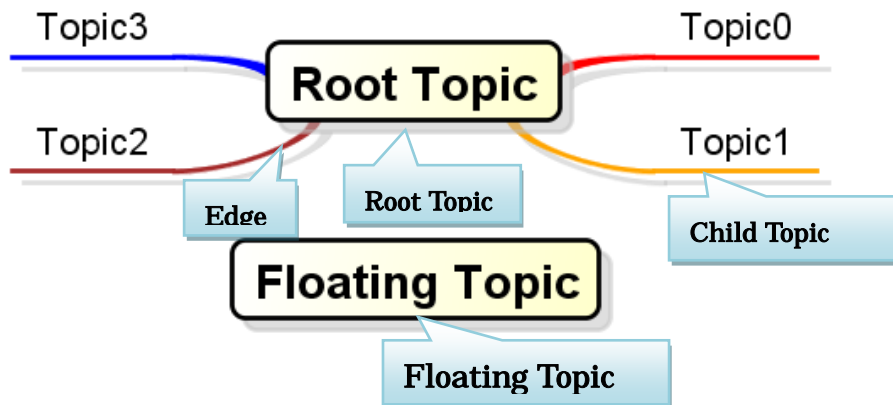 Topic3
Topic0
Root Topic
Topic2
Topic1
Edge
Root Topic
Child Topic
Floating Topic
Floating Topic